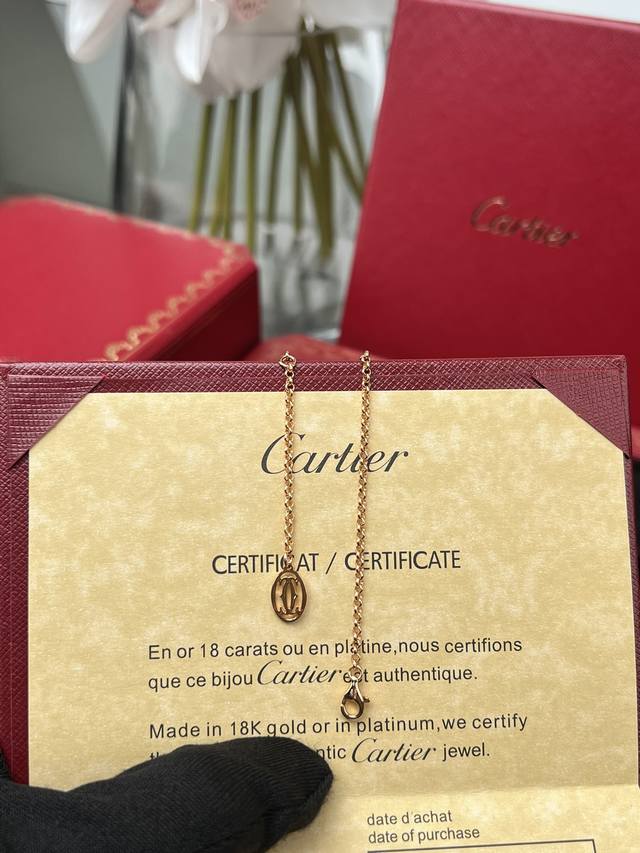 Cartier
Cartier
CERTIFICAT / CERTIFICATE
En or 18 carats ou en platine,nous certifions
que ce bijou Cartier est authentique.
Made in 18K gold or in platinum,we certify
Cartier jewel.
date d'achat
date of purchase